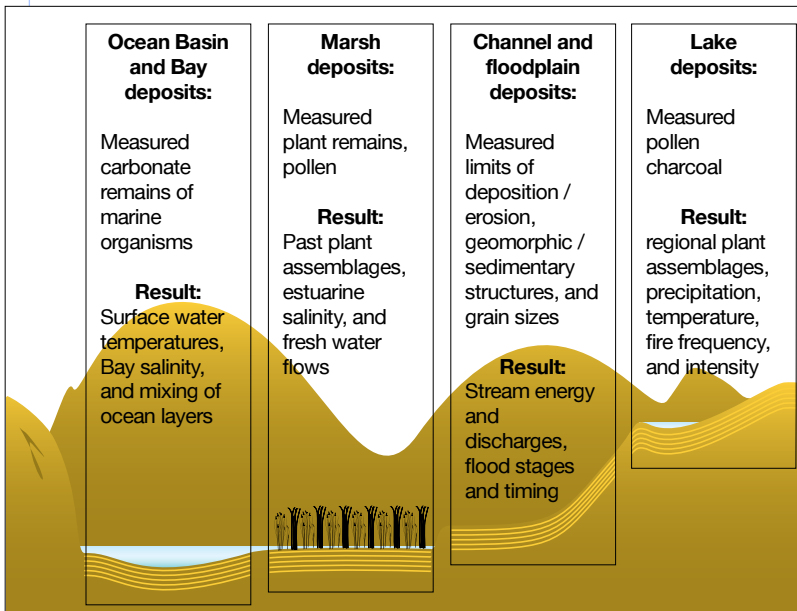 Ocean Basin
and Bay
deposits:
Measured
carbonate
remains of
marine
organisms
Result:
Surface water
temperatures,
Bay salinity,
and mixing of
ocean layers
Marsh
deposits:
Measured
plant remains,
pollen
Result:
Past plant
assemblages,
estuarine
salinity, and
fresh water
flows
Channel and
floodplain
deposits:
Measured
limits of
deposition /
erosion,
geomorphic /
sedimentary
structures, and
grain sizes
Result:
Stream energy
and
discharges,
flood stages
and timing
Lake
deposits:
Measured
pollen
charcoal
Result:
regional plant
assemblages,
precipitation,
temperature,
fire frequency,
and intensity